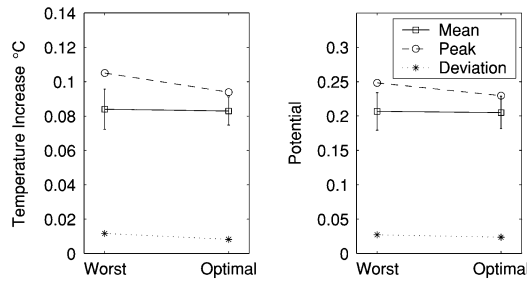 Temperature Increase °C
0.14
0.12
0.1
0.08
0.06
0.04
0.02
0
Worst Optimal
Potential
0.3
0.25
0.2
0.15
0.1
0.05
0
Worst Optimal
Mean
Peak
Deviation